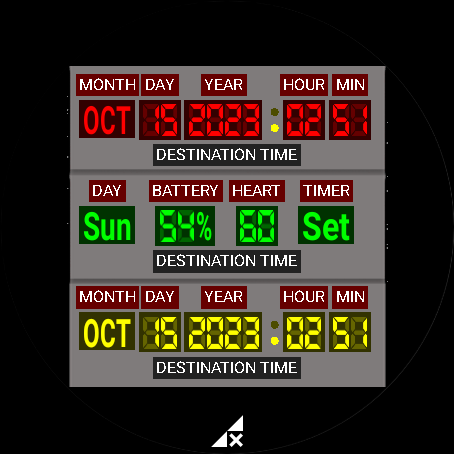 MONTH DAY YEAR HOUR MIN
OCT 15 2023 : 02 51
DESTINATION TIME
DAY BATTERY HEART TIMER
Sun 54% 60 Set
DESTINATION TIME
MONTH DAY YEAR HOUR MIN
OCT 15 2023 : 02 51
DESTINATION TIME